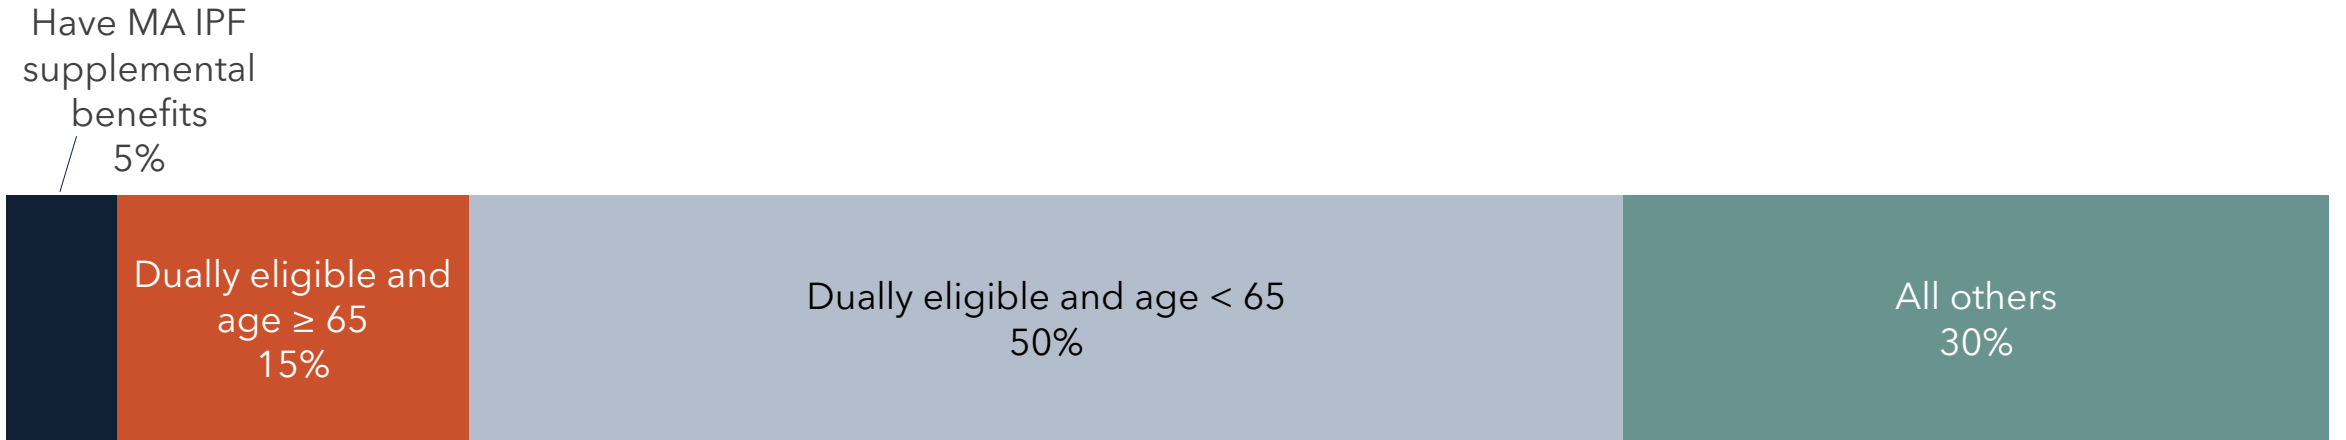 Have MA IPF
supplemental
benefits
5%
Dually eligible and
age ≥ 65
15%
Dually eligible and age < 65
50%
All others
30%